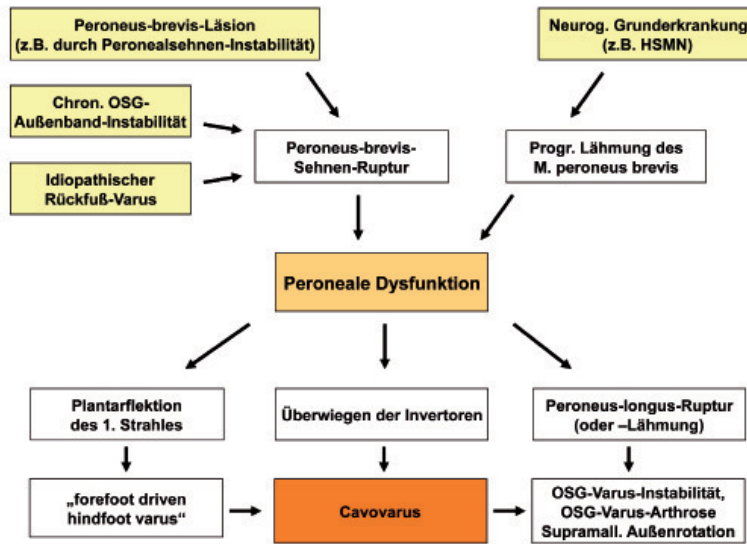 Peroneus-brevis-Läsion
(z.B. durch Peronealsehnen-Instabilität)
Neurog. Grunderkrankung
(z.B. HSMN)
Chron. OSG-
Außenband-Instabilität
Peroneus-brevis-
Sehnen-Ruptur
Progr. Lähmung des
M. peroneus brevis
Idiopathischer
Rückfuß-Varus
Peroneale Dysfunktion
Plantarflektion
des 1. Strahles
Überwiegen der Invertoren
Peroneus-longus-Ruptur
(oder –Lähmung)
„forefoot driven
hindfoot varus“
Cavovarus
OSG-Varus-Instabilität,
OSG-Varus-Arthrose
Supramall. Außenrotation